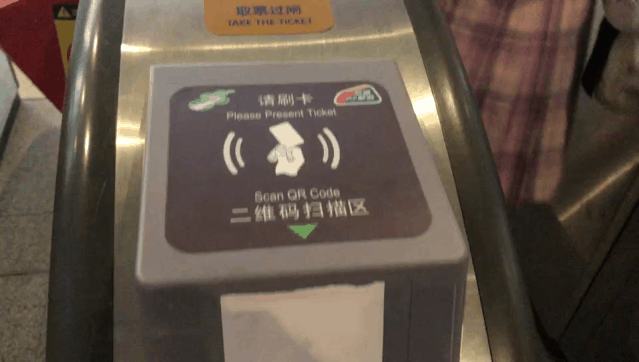 取票过闸
TAKE THE TICKET
请刷卡
Please Present Ticket
Scan QR Code
二维码扫描区